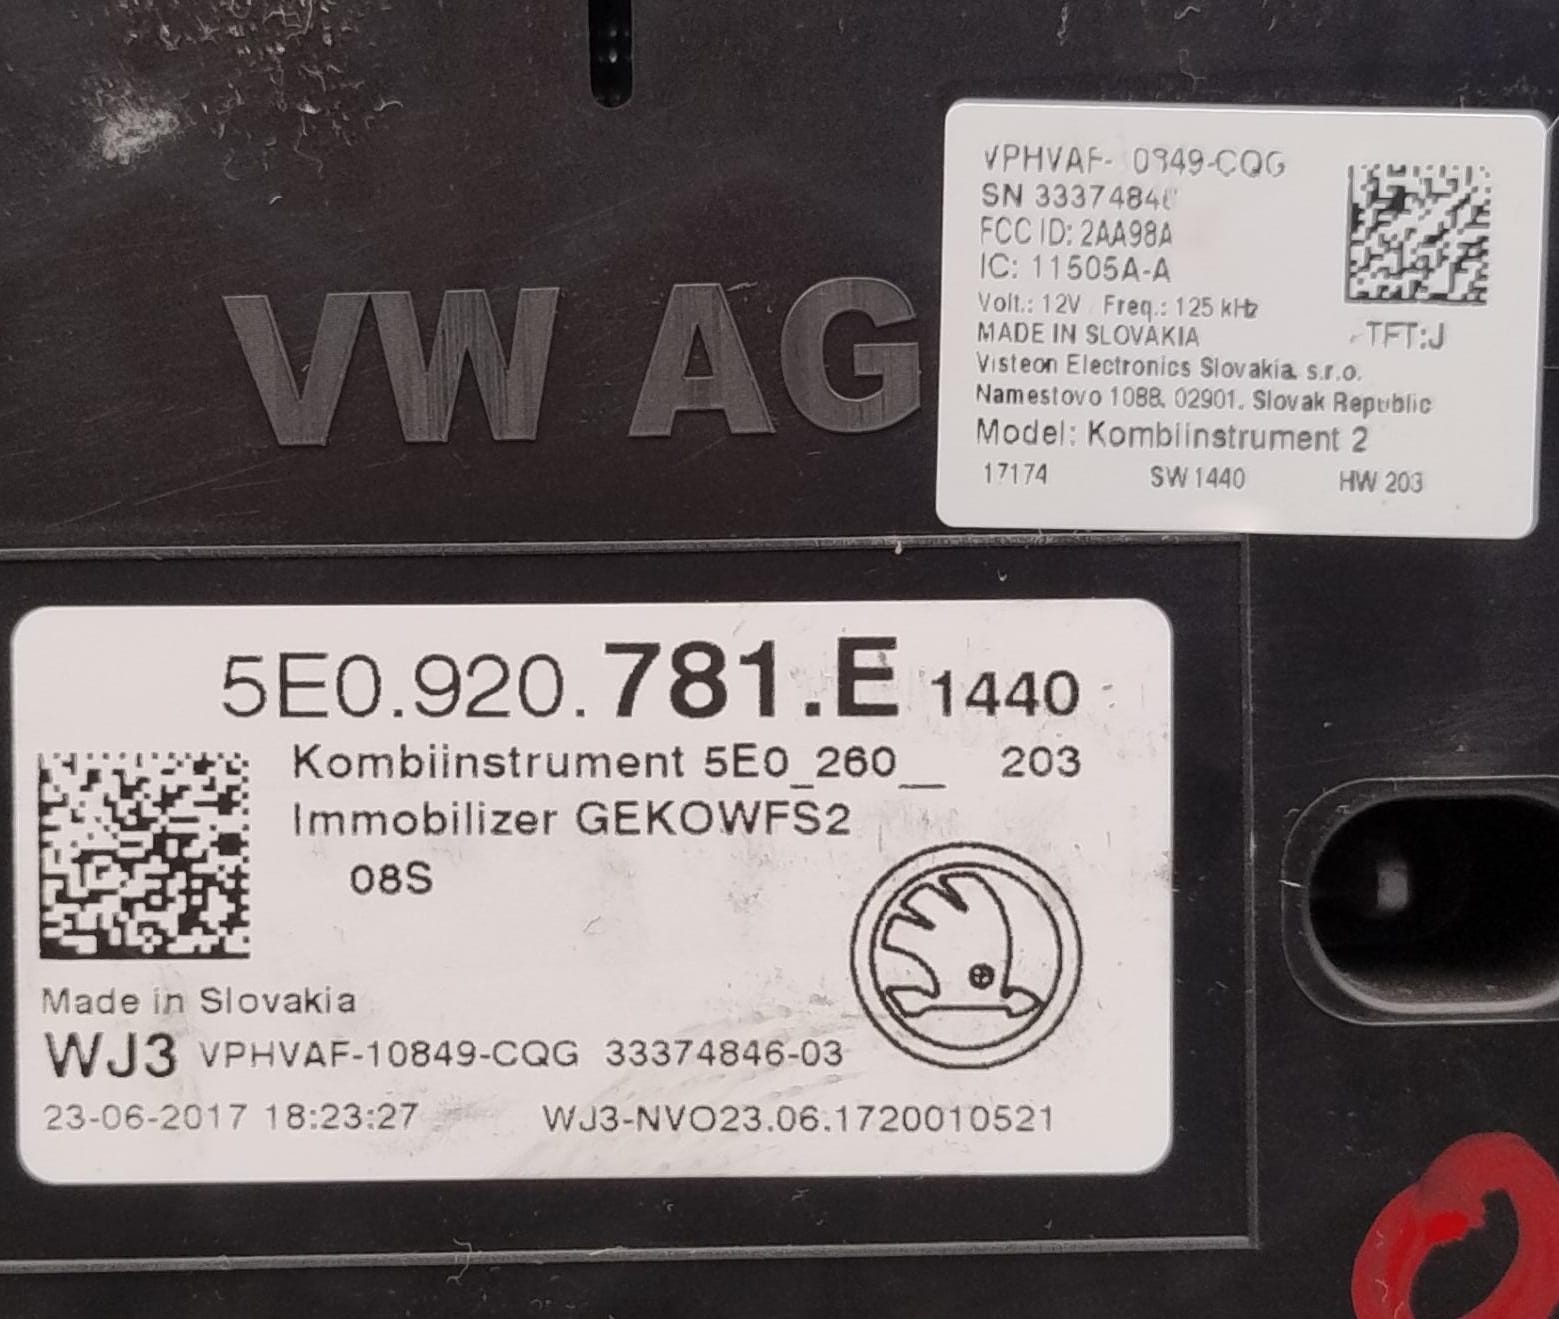 VW AG
VPHVAF- 0849-CQG
SN 3337484
FCC ID: 2AA98A
IC: 11505A-A
Volt.: 12V Freq.: 125 kHz
MADE IN SLOVAKIA
TFT:J
Visteon Electronics Slovakia, s.r.o.
Namestovo 1088, 02901, Slovak Republic
Model: Kombiinstrument 2
17174 SW 1440 HW 203
5E0.920.781.E 1440
Kombiinstrument 5E0_260__ 203
Immobilizer GEKOWFS2
08S
Made in Slovakia
WJ3 VPHVAF-10849-CQG 33374846-03
23-06-2017 18:23:27 WJ3-NVO23.06.1720010521